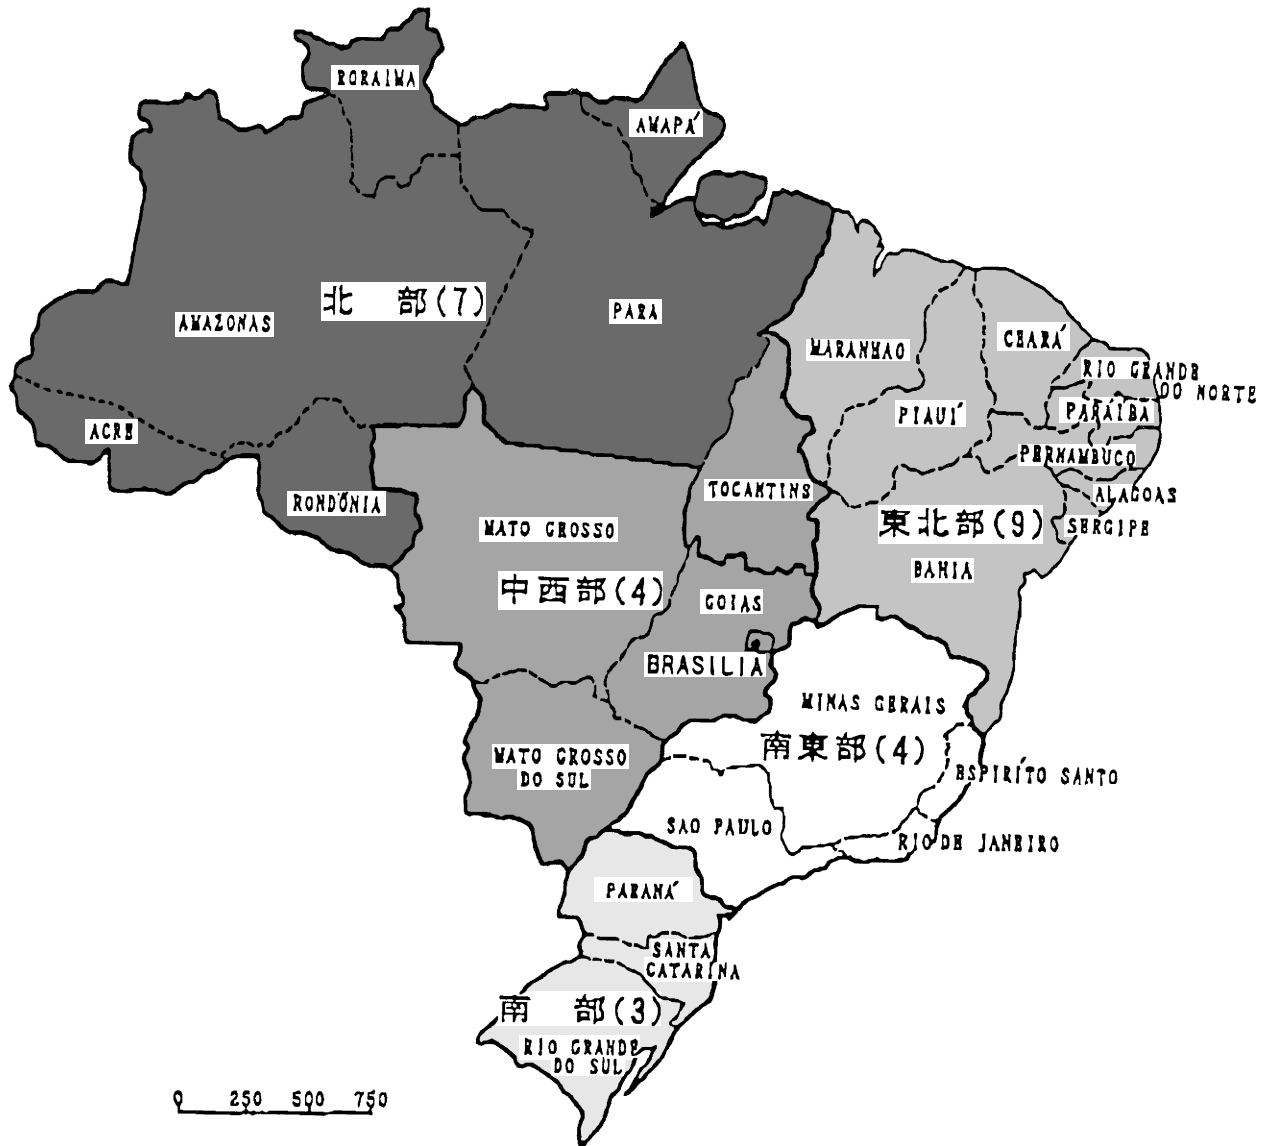 RORAIMA
AMAPÁ
北 部(7)
AMAZONAS
PARA
MARANHAO
CEARÁ
RIO GRANDE
DO NORTE
PIAUÍ
PARAÍBA
ACRE
PERNAMBUCO
RONDÔNIA
TOCANTINS
ALAGOAS
MATO GROSSO
東北部(9)
SERGIPE
BAHIA
中西部(4)
GOIAS
BRASILIA
MINAS GERAIS
南東部(4)
MATO GROSSO
DO SUL
ESPIRÍTO SANTO
SAO PAULO
RIO DE JANEIRO
PARANÁ
SANTA
CATARINA
南 部(3)
RIO GRANDE
DO SUL
0 250 500 750